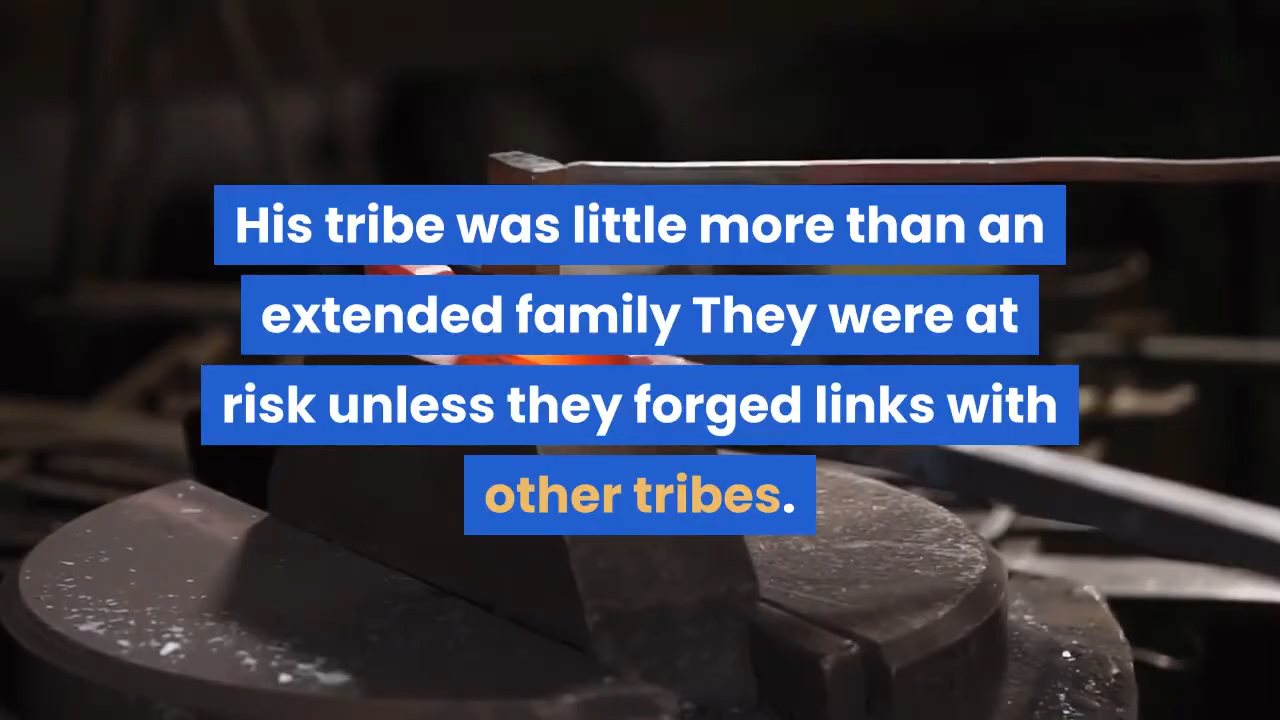 His tribe was little more than an
extended family They were at
risk unless they forged links with
other tribes.